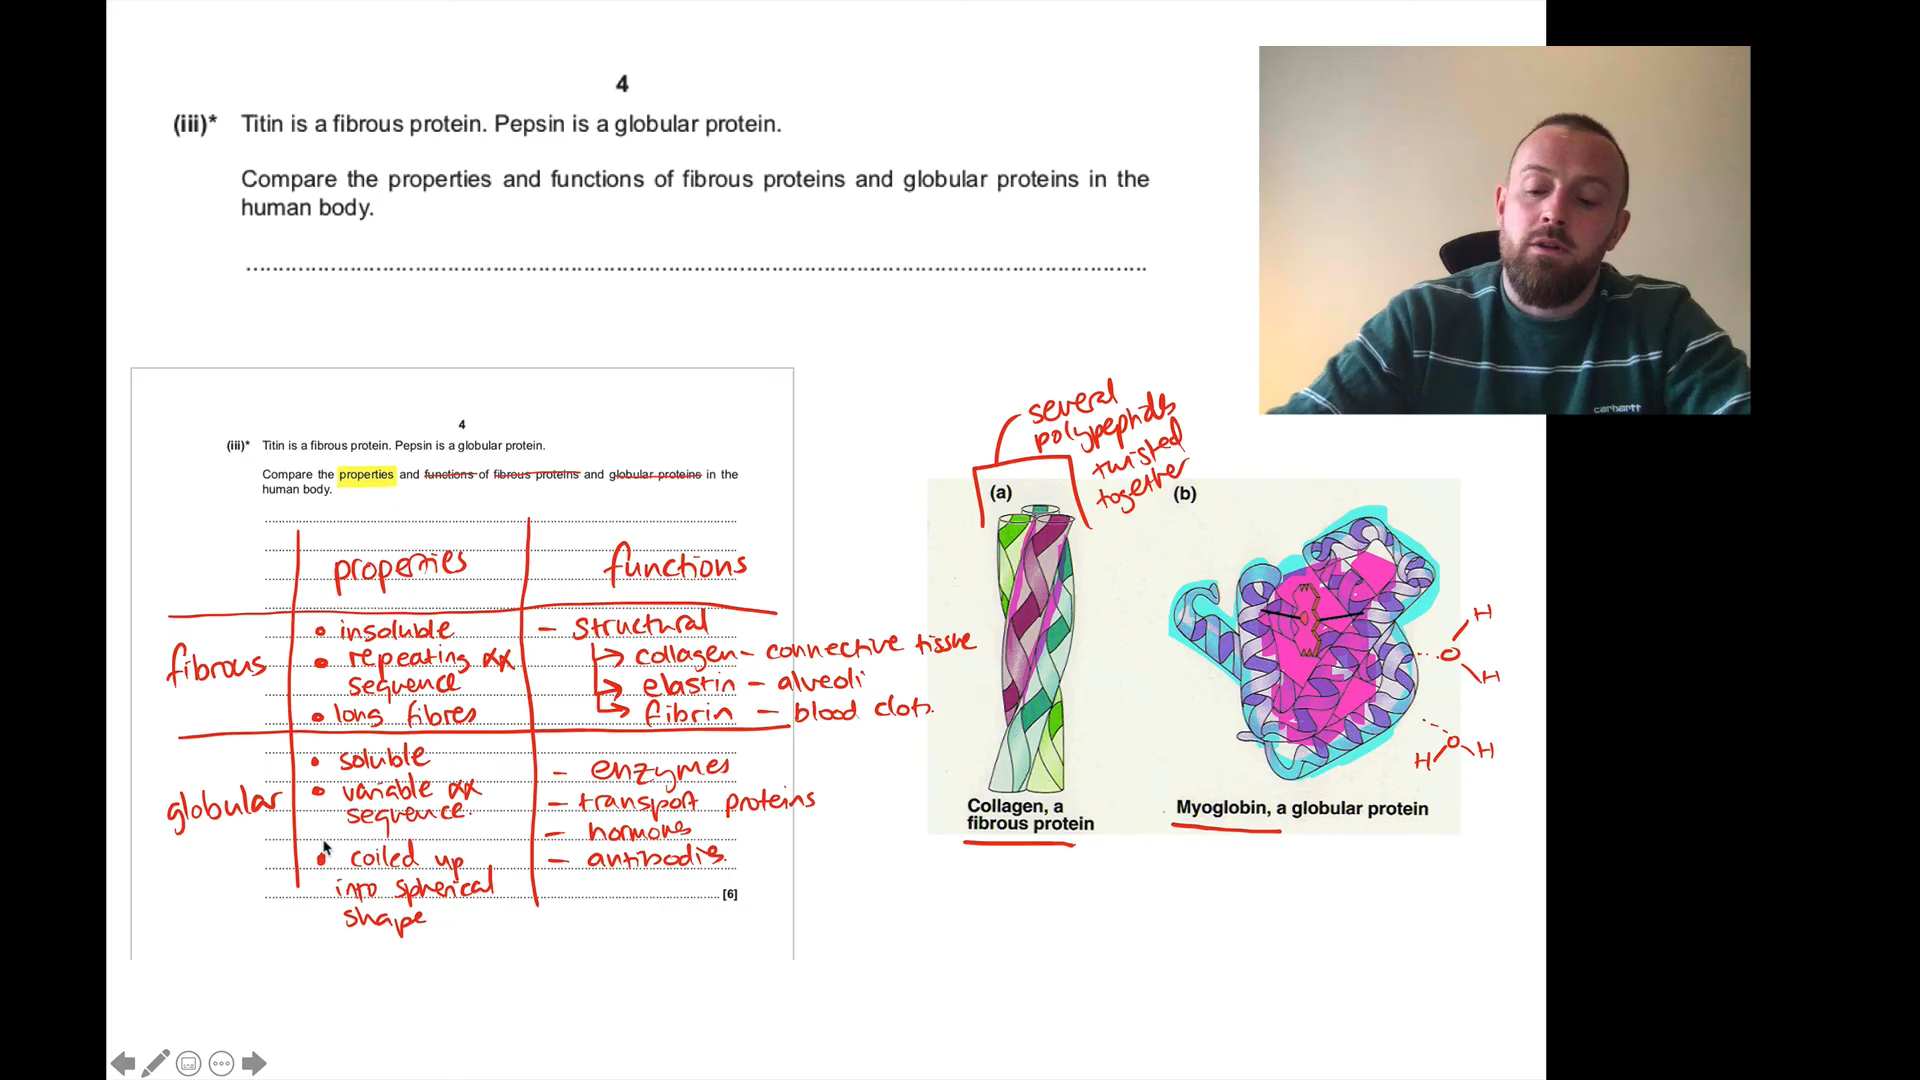 4
(iii)* Titin is a fibrous protein. Pepsin is a globular protein.
Compare the properties and functions of fibrous proteins and globular proteins in the
human body.
carhartt
4
(iii)* Titin is a fibrous protein. Pepsin is a globular protein.
Compare the properties and functions of fibrous proteins and globular proteins in the
human body.
properties
functions
fibrous
• insoluble
• repeating αα
sequence
• long fibres
- structural
collagen - connective tissue
elastin - alveoli
fibrin - blood clots.
globular
• soluble
• variable αα
sequence.
• coiled up
into spherical
shape
- enzymes
- transport proteins
- hormones
- antibodies.
[6]
several
polypeptides
twisted
together
(a)
Collagen, a
fibrous protein
(b)
H
O
H
O
H
H
Myoglobin, a globular protein